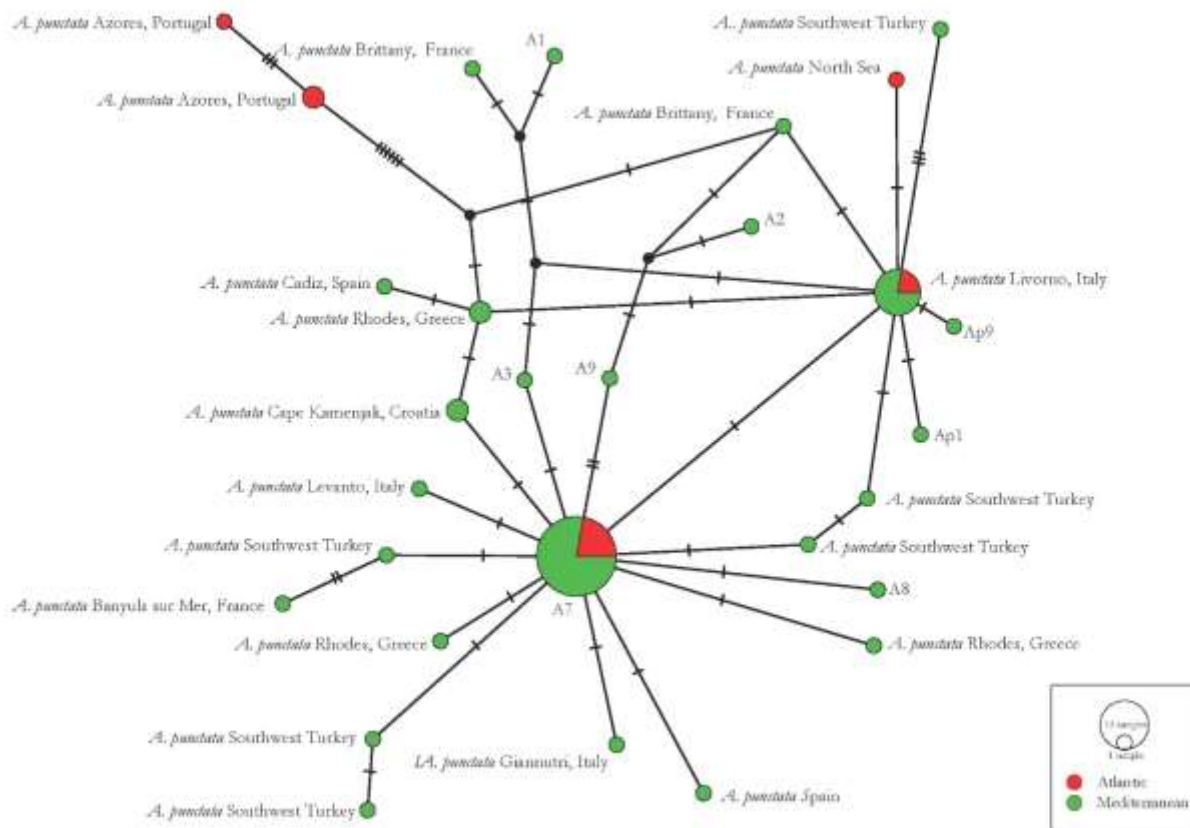 A. punctata Azores, Portugal
A. punctata Brittany, France
A1
A.. punctata Southwest Turkey
A. punctata North Sea
A. punctata Azores, Portugal
A. punctata Brittany, France
A2
A. punctata Cadiz, Spain
A. punctata Livorno, Italy
A. punctata Rhodes, Greece
Ap9
A3
A9
A. punctata Cape Kamenjak, Croatia
Ap1
A. punctata Levanto, Italy
A. punctata Southwest Turkey
A. punctata Southwest Turkey
A. punctata Southwest Turkey
A. punctata Banyuls sur Mer, France
A7
A8
A. punctata Rhodes, Greece
A. punctata Rhodes, Greece
A. punctata Southwest Turkey
IA. punctata Giannutri, Italy
A. punctata Spain
A. punctata Southwest Turkey
1 sample
Atlantic
Mediterranean